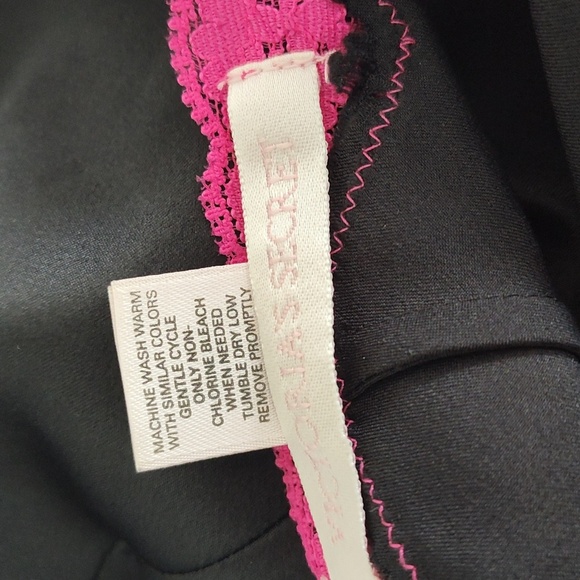 VICTORIA'S SECRET
MACHINE WASH WARM
WITH SIMILAR COLORS
GENTLE CYCLE
ONLY NON-
CHLORINE BLEACH
WHEN NEEDED
TUMBLE DRY LOW
REMOVE PROMPTLY